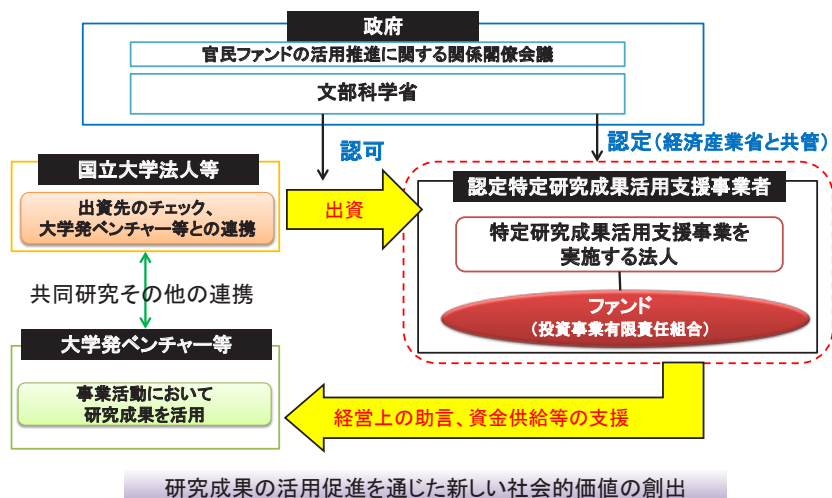 政府
官民ファンドの活用推進に関する関係閣僚会議
文部科学省
認可
認定(経済産業省と共管)
国立大学法人等
出資先のチェック、
大学発ベンチャー等との連携
出資
認定特定研究成果活用支援事業者
特定研究成果活用支援事業を
実施する法人
ファンド
(投資事業有限責任組合)
共同研究その他の連携
大学発ベンチャー等
事業活動において
研究成果を活用
経営上の助言、資金供給等の支援
研究成果の活用促進を通じた新しい社会的価値の創出